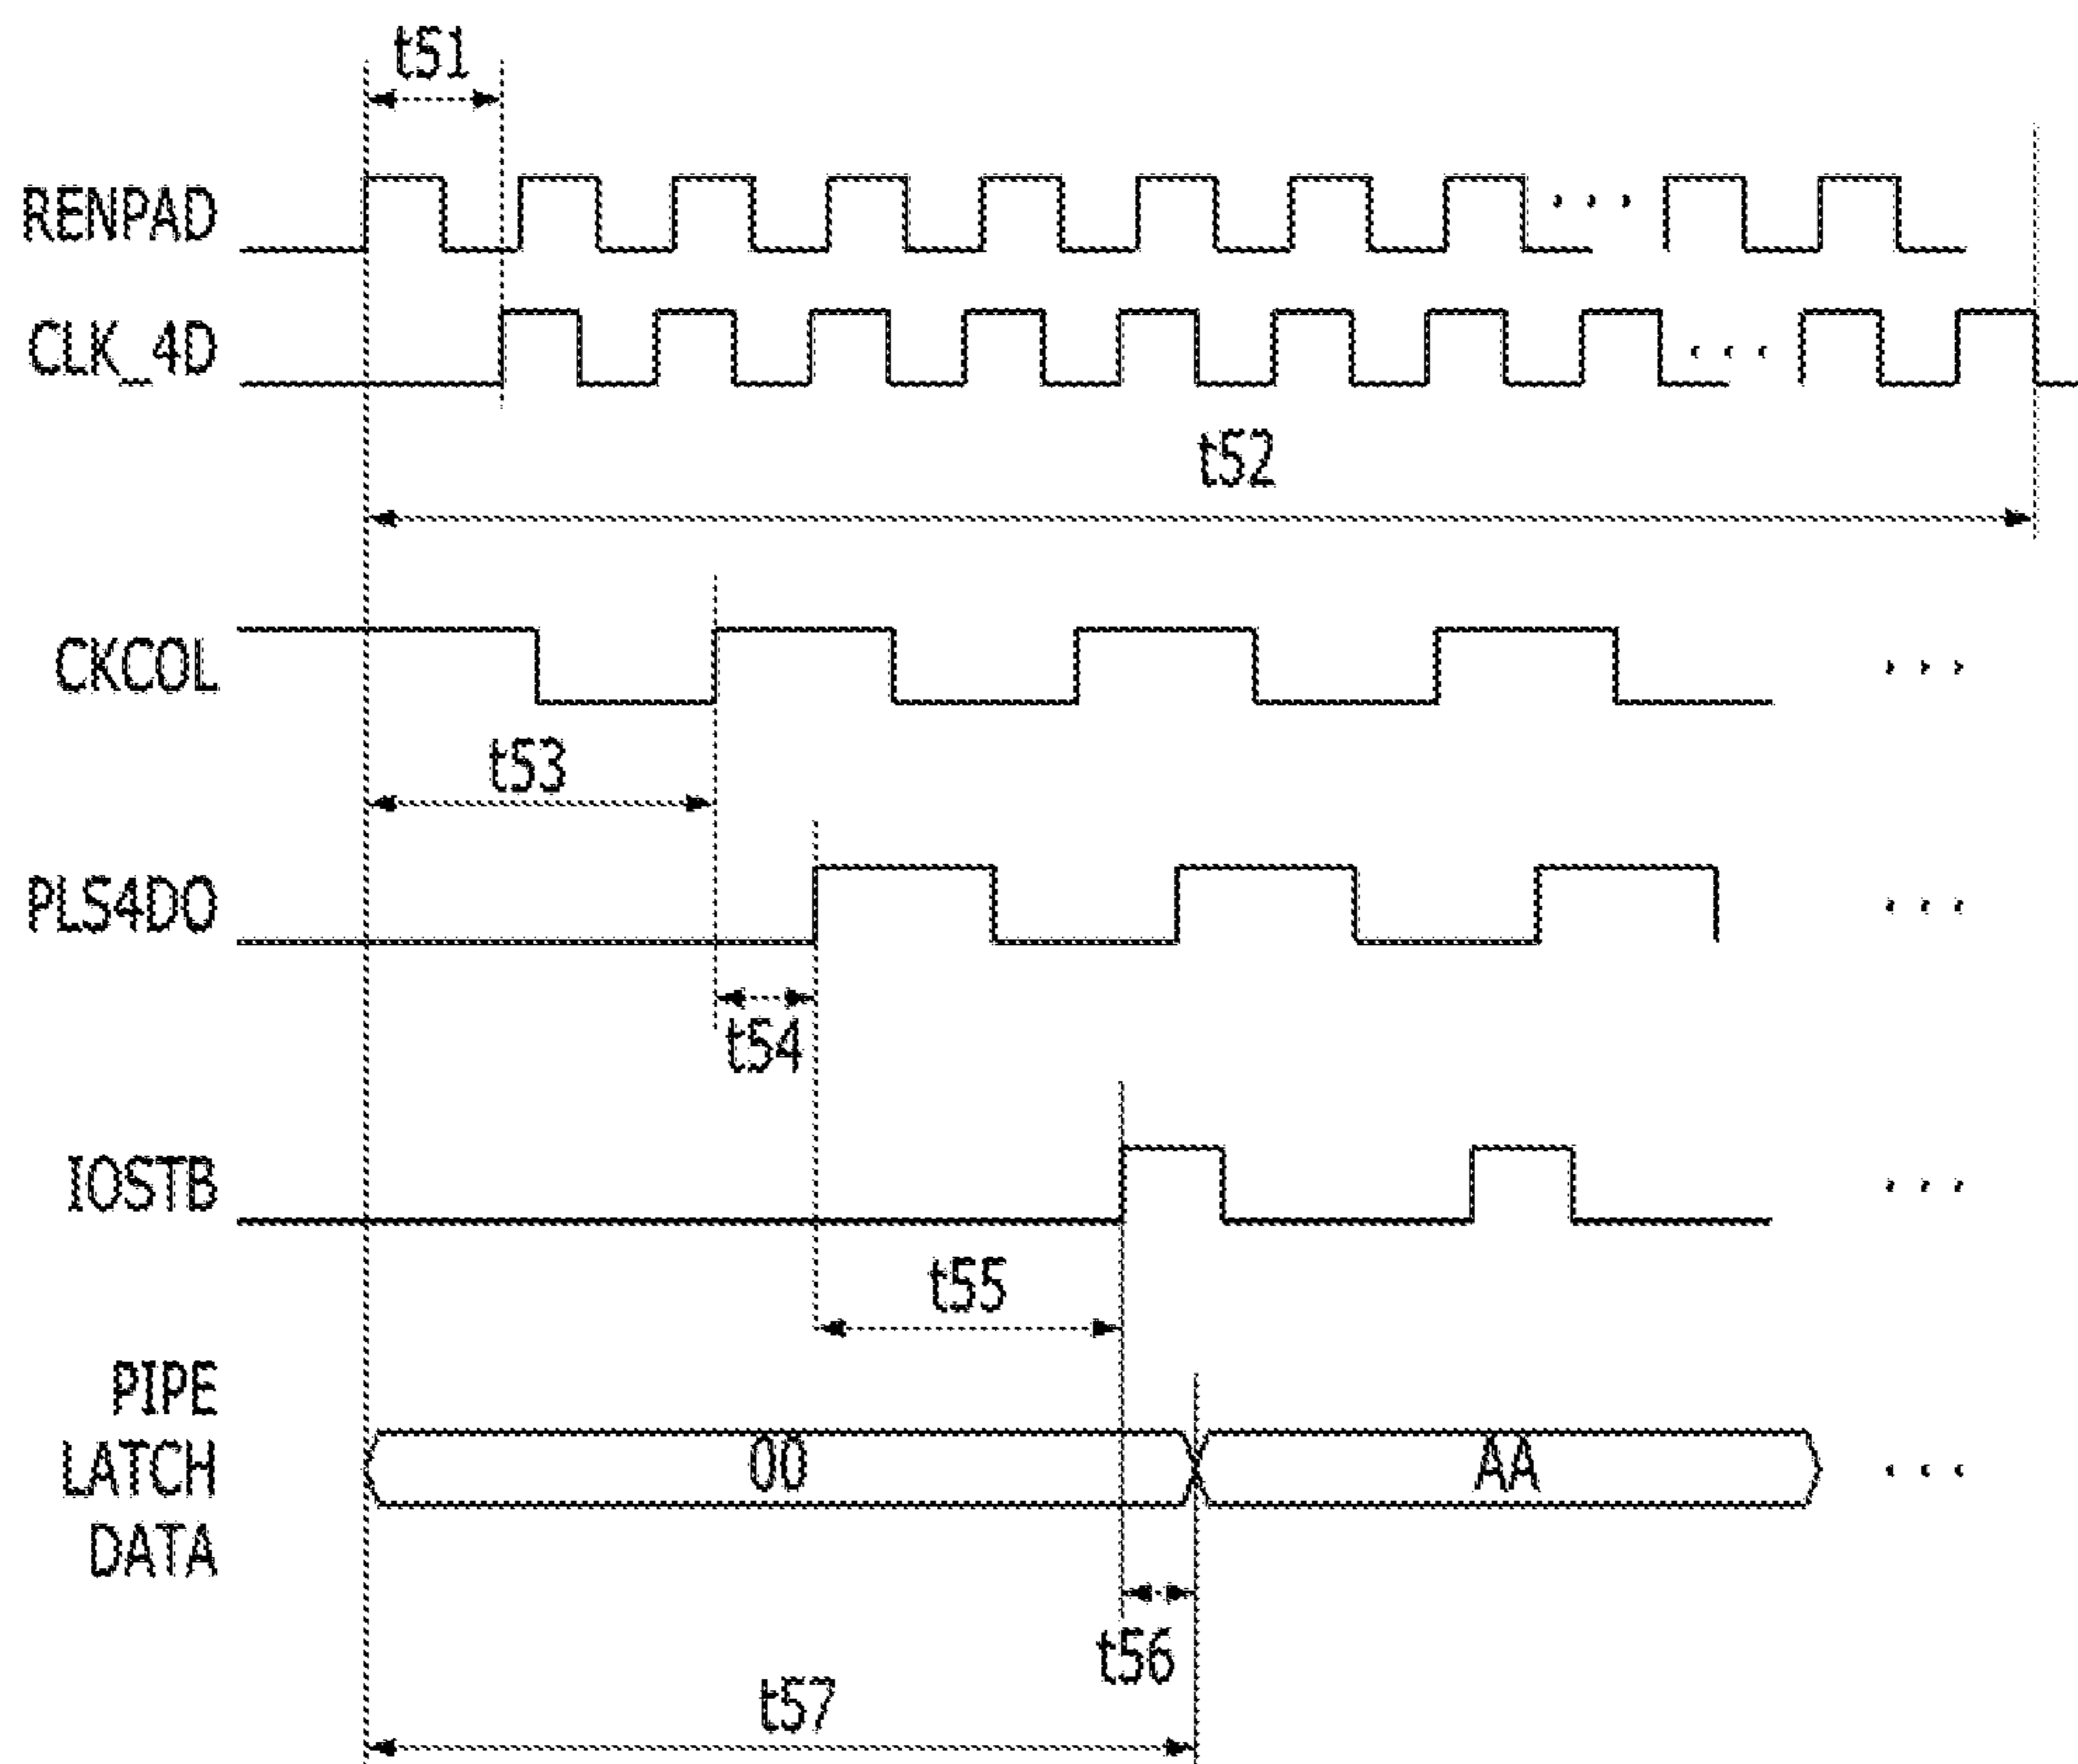 t51
RENPAD
CLK_4D
t52
CKCOL
t53
PLS4DO
t54
IOSTB
t55
PIPE
LATCH
DATA
00
AA
t56
t57